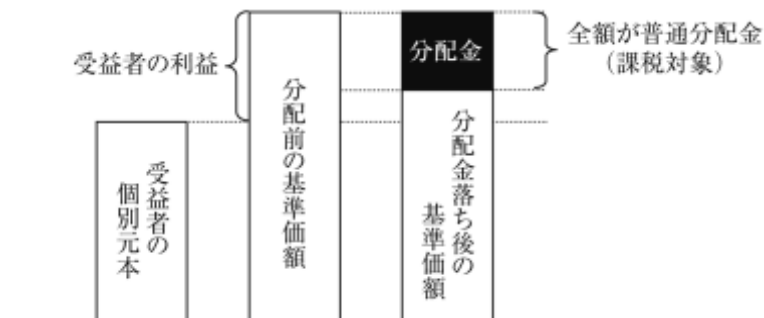 受益者の利益
分配金
全額が普通分配金
（課税対象）
受益者の
個別元本
分配前の基準価額
分配金落ち後の
基準価額